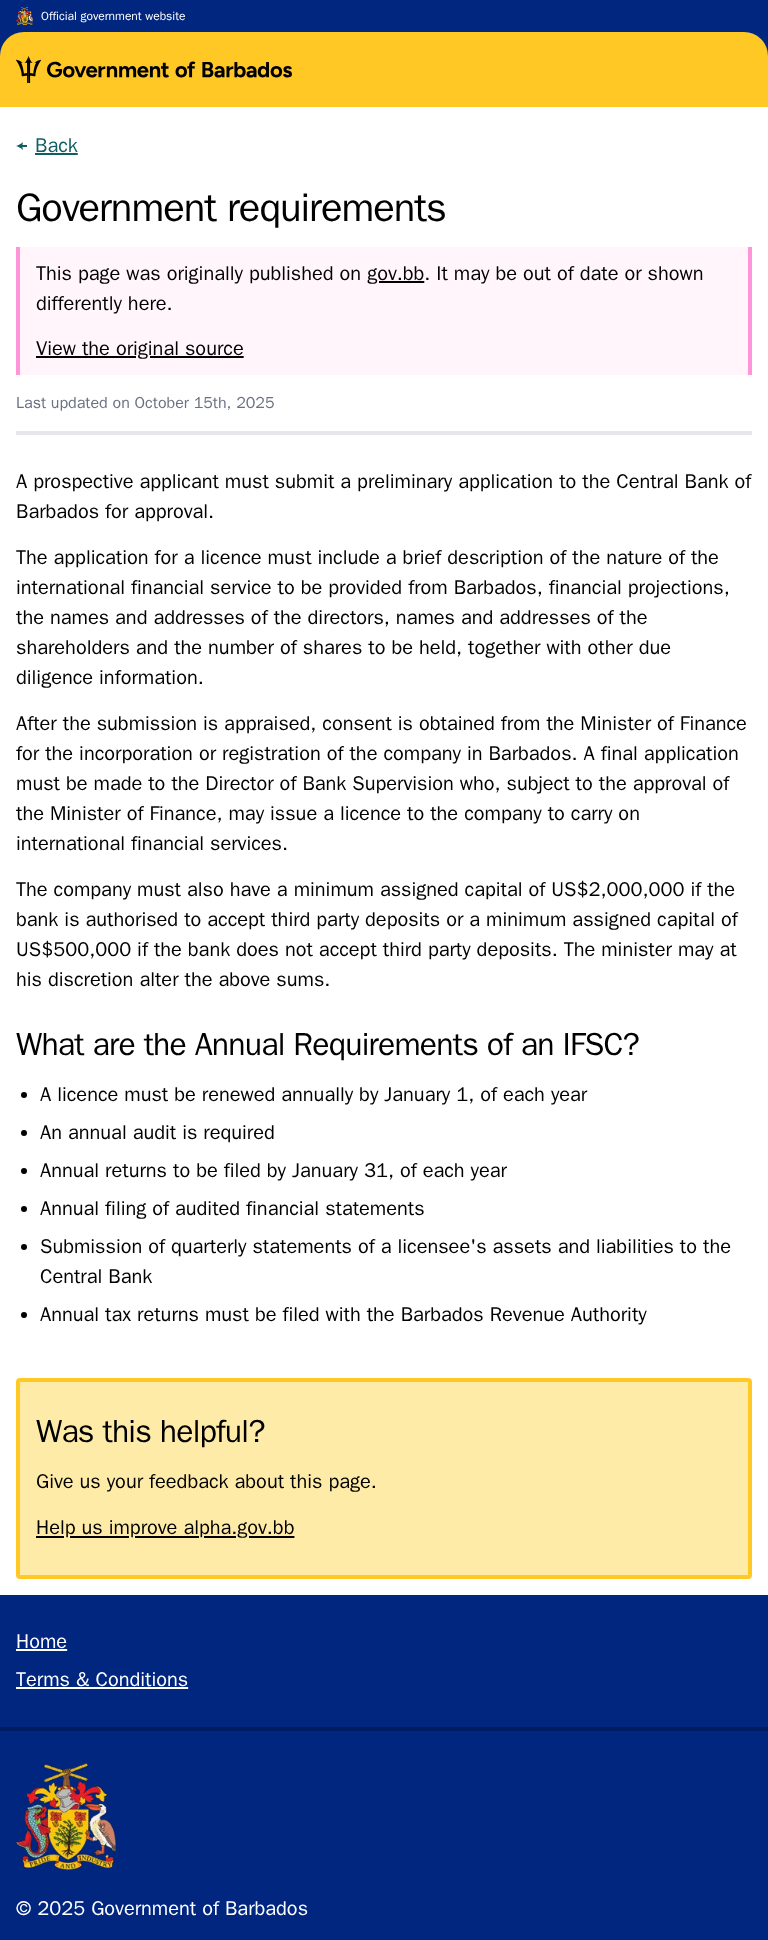 Official government website
Government of Barbados
← Back
Government requirements
This page was originally published on gov.bb. It may be out of date or shown
differently here.
View the original source
Last updated on October 15th, 2025
A prospective applicant must submit a preliminary application to the Central Bank of
Barbados for approval.
The application for a licence must include a brief description of the nature of the
international financial service to be provided from Barbados, financial projections,
the names and addresses of the directors, names and addresses of the
shareholders and the number of shares to be held, together with other due
diligence information.
After the submission is appraised, consent is obtained from the Minister of Finance
for the incorporation or registration of the company in Barbados. A final application
must be made to the Director of Bank Supervision who, subject to the approval of
the Minister of Finance, may issue a licence to the company to carry on
international financial services.
The company must also have a minimum assigned capital of US$2,000,000 if the
bank is authorised to accept third party deposits or a minimum assigned capital of
US$500,000 if the bank does not accept third party deposits. The minister may at
his discretion alter the above sums.
What are the Annual Requirements of an IFSC?
• A licence must be renewed annually by January 1, of each year
• An annual audit is required
• Annual returns to be filed by January 31, of each year
• Annual filing of audited financial statements
• Submission of quarterly statements of a licensee's assets and liabilities to the
Central Bank
• Annual tax returns must be filed with the Barbados Revenue Authority
Was this helpful?
Give us your feedback about this page.
Help us improve alpha.gov.bb
Home
Terms & Conditions
PRIDE AND INDUSTRY
© 2025 Government of Barbados